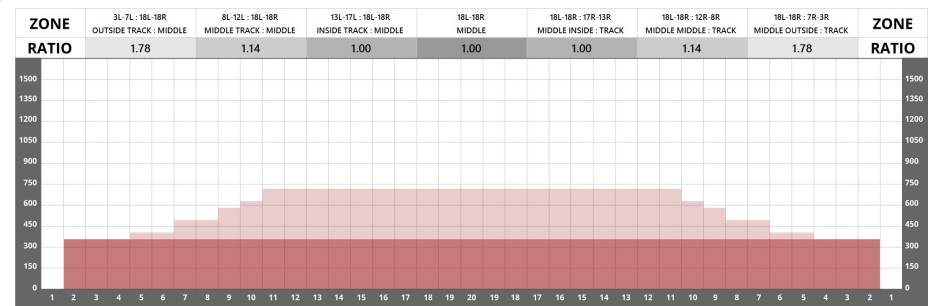 ZONE 3L-7L : 18L-18R 8L-12L : 18L-18R 13L-17L : 18L-18R 18L-18R 18L-18R : 17R-13R 18L-18R : 12R-8R 18L-18R : 7R-3R ZONE
OUTSIDE TRACK : MIDDLE MIDDLE TRACK : MIDDLE INSIDE TRACK : MIDDLE MIDDLE MIDDLE INSIDE : TRACK MIDDLE MIDDLE : TRACK MIDDLE OUTSIDE : TRACK
RATIO 1.78 1.14 1.00 1.00 1.00 1.14 1.78 RATIO
1500 1500
1350 1350
1200 1200
1050 1050
900 900
750 750
600 600
450 450
300 300
150 150
0 0
1 2 3 4 5 6 7 8 9 10 11 12 13 14 15 16 17 18 19 20 19 18 17 16 15 14 13 12 11 10 9 8 7 6 5 4 3 2 1